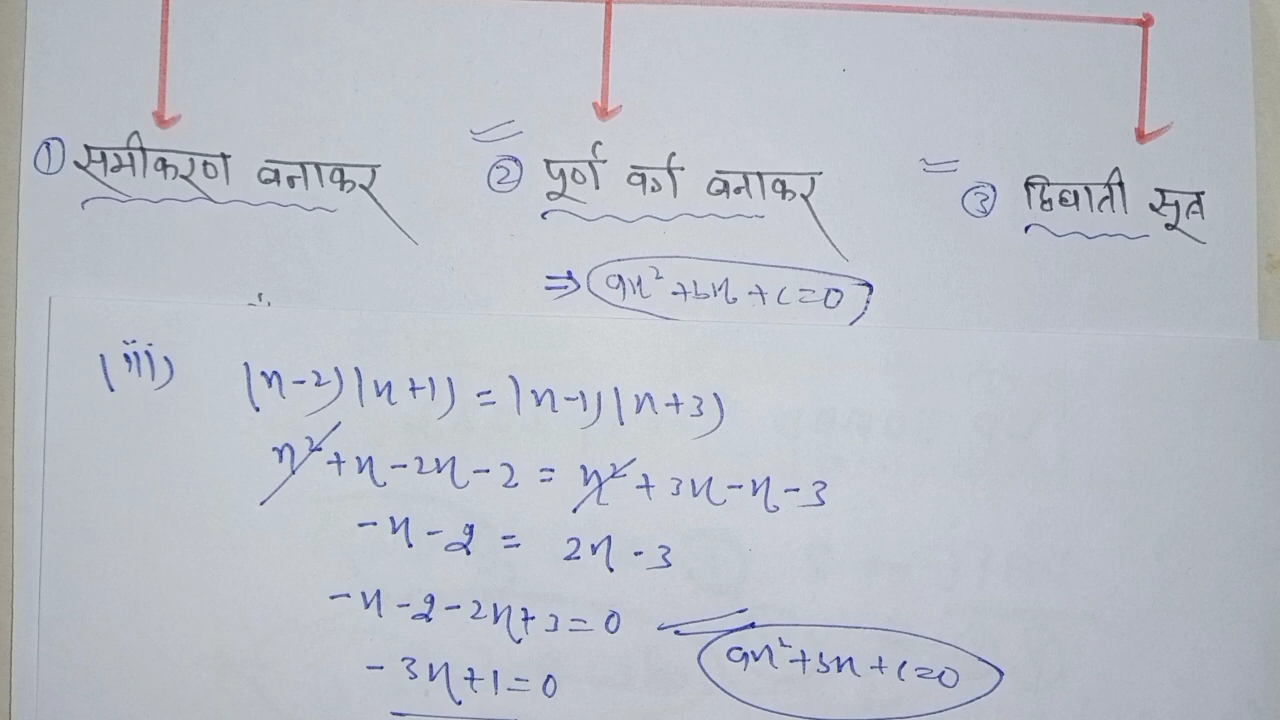 ① समीकरण बनाकर
② पूर्ण वर्ग बनाकर
③ द्विघाती सूत्र
⇒ ax²+bx+c=0
(iii) (x-2)(x+1) = (x-1)(x+3)
x²+x-2x-2 = x²+3x-x-3
-x-2 = 2x-3
-x-2-2x+3=0
ax²+bx+c=0
-3x+1=0